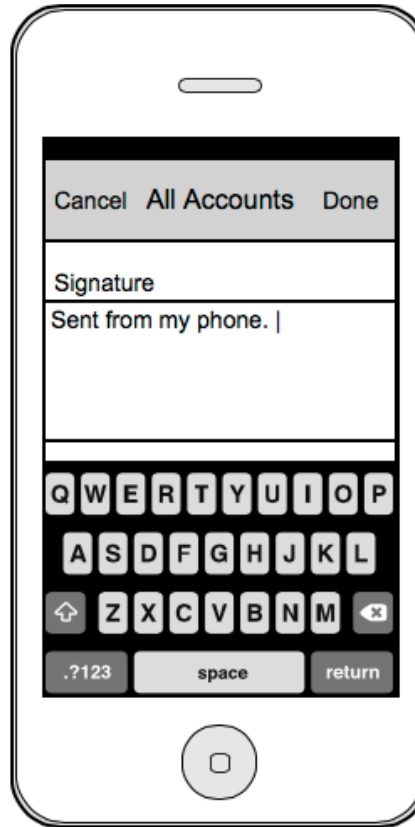 Cancel All Accounts Done
Signature
Sent from my phone. |
Q W E R T Y U I O P
A S D F G H J K L
Z X C V B N M
.?123 space return